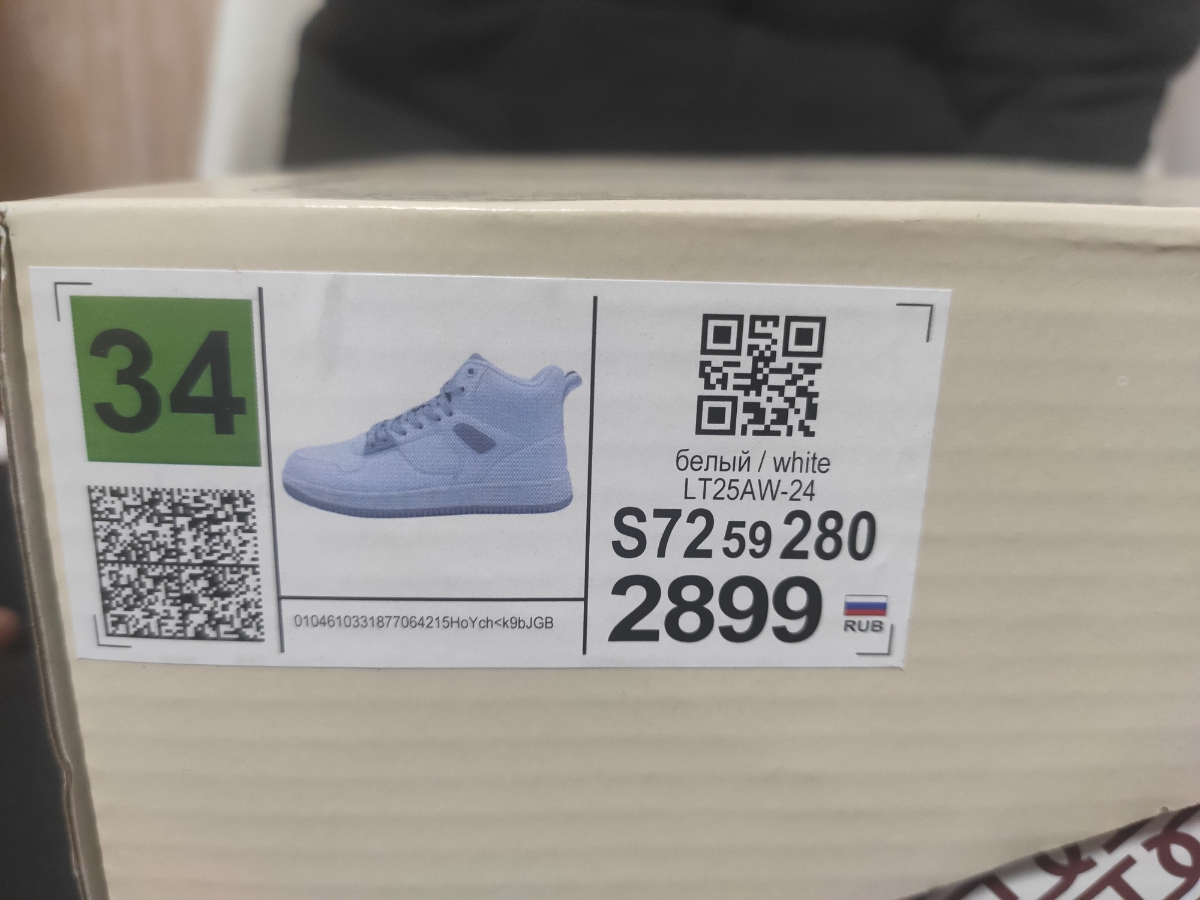 34
0104610331877064215HoYch<k9bJGB
белый / white
LT25AW-24
S72 59 280
2899
RUB